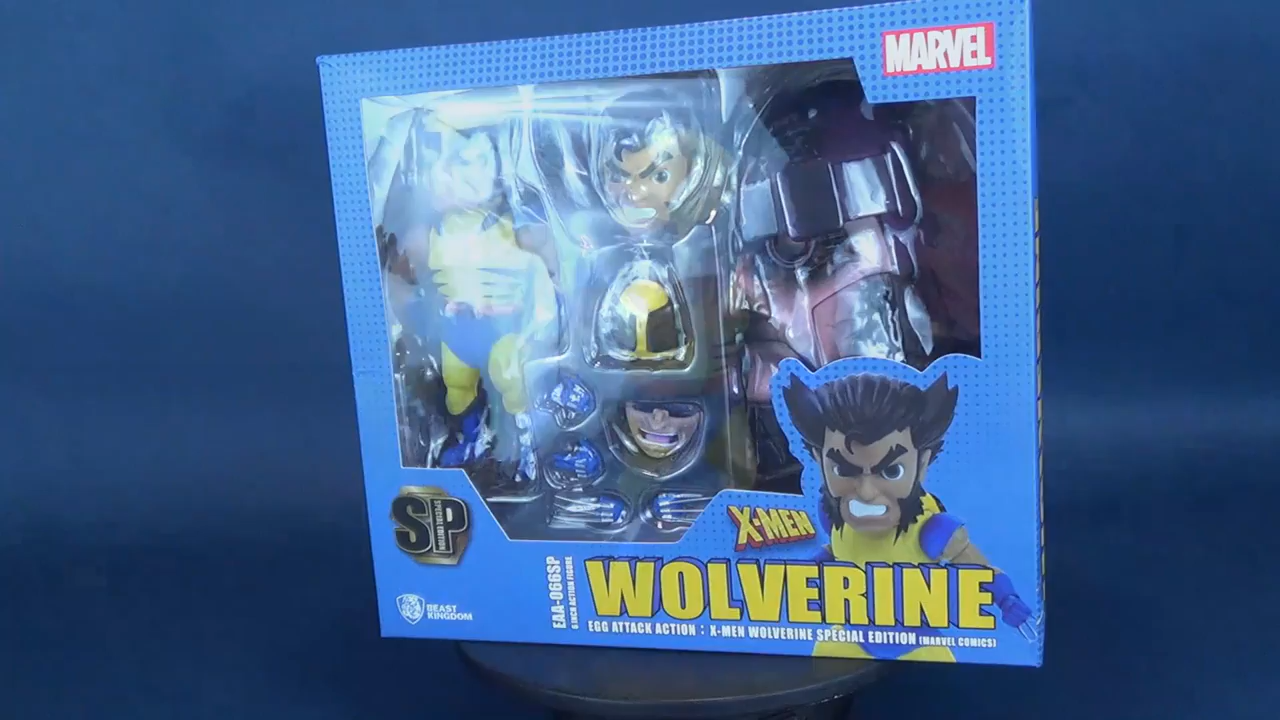 MARVEL
SP
SPECIAL EDITION
X-MEN
WOLVERINE
EGG ATTACK ACTION : X-MEN WOLVERINE SPECIAL EDITION (MARVEL COMICS)
EAA-066SP
6 INCH ACTION FIGURE
BEAST
KINGDOM